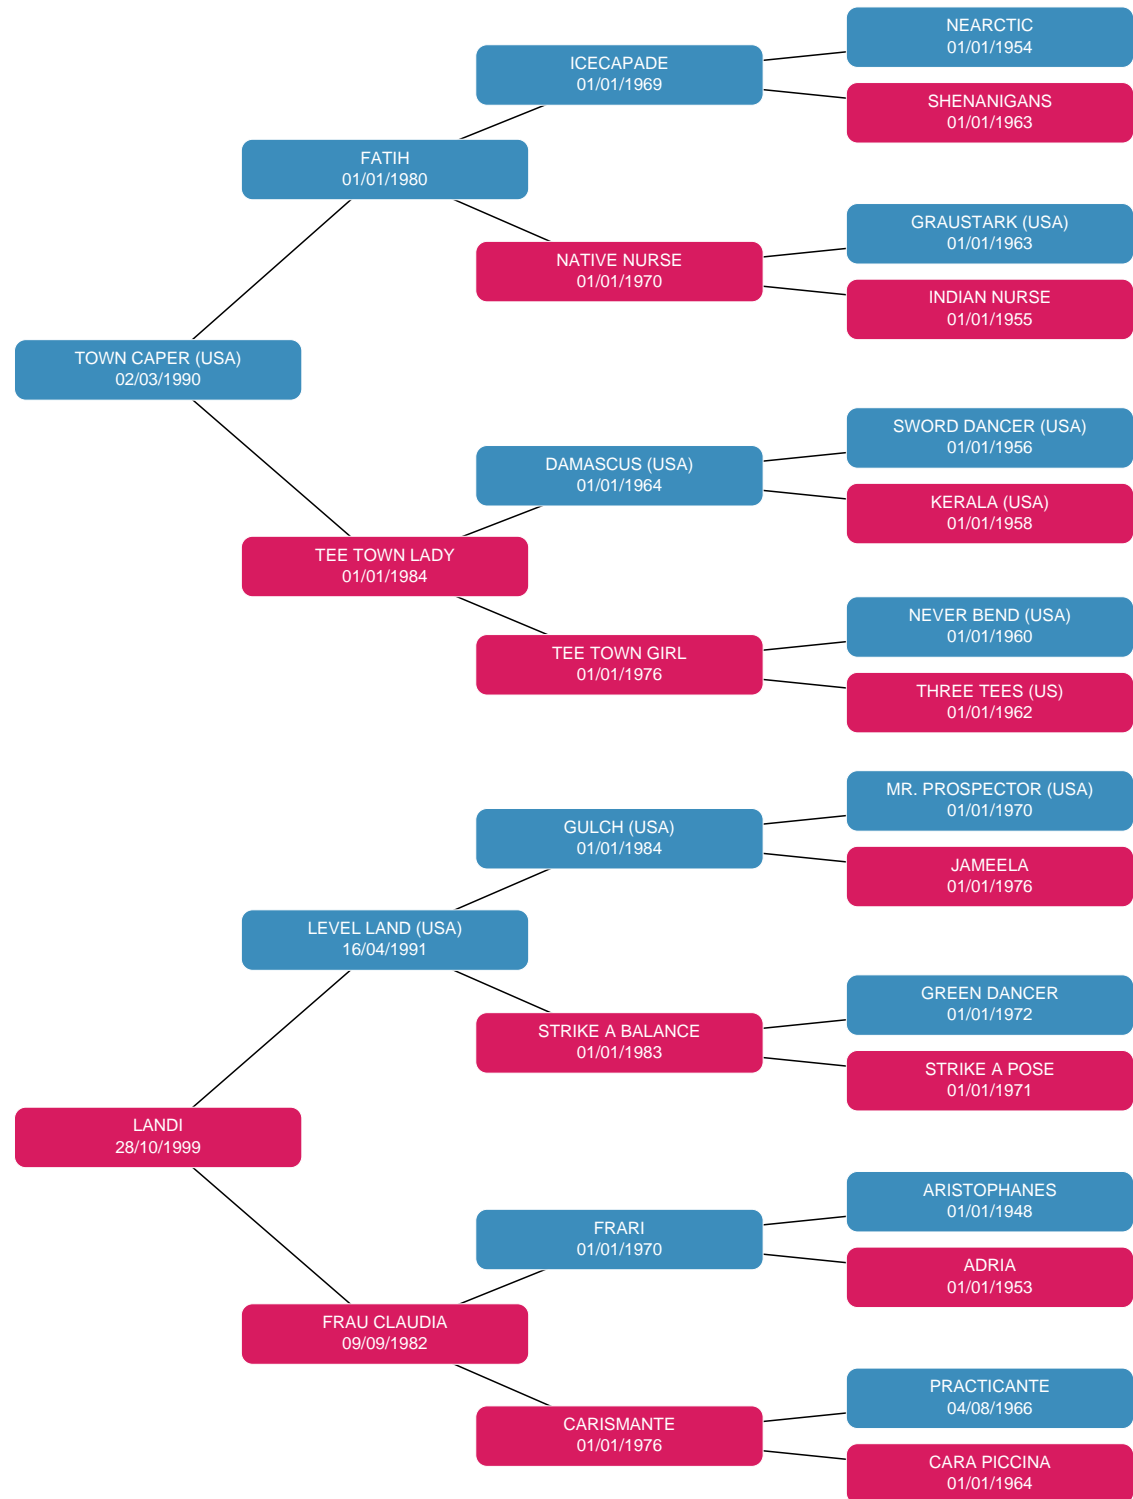 NEARCTIC
01/01/1954
ICECAPADE
01/01/1969
SHENANIGANS
01/01/1963
FATIH
01/01/1980
GRAUSTARK (USA)
01/01/1963
NATIVE NURSE
01/01/1970
INDIAN NURSE
01/01/1955
TOWN CAPER (USA)
02/03/1990
SWORD DANCER (USA)
01/01/1956
DAMASCUS (USA)
01/01/1964
KERALA (USA)
01/01/1958
TEE TOWN LADY
01/01/1984
NEVER BEND (USA)
01/01/1960
TEE TOWN GIRL
01/01/1976
THREE TEES (US)
01/01/1962
MR. PROSPECTOR (USA)
01/01/1970
GULCH (USA)
01/01/1984
JAMEELA
01/01/1976
LEVEL LAND (USA)
16/04/1991
GREEN DANCER
01/01/1972
STRIKE A BALANCE
01/01/1983
STRIKE A POSE
01/01/1971
LANDI
28/10/1999
ARISTOPHANES
01/01/1948
FRARI
01/01/1970
ADRIA
01/01/1953
FRAU CLAUDIA
09/09/1982
PRACTICANTE
04/08/1966
CARISMANTE
01/01/1976
CARA PICCINA
01/01/1964